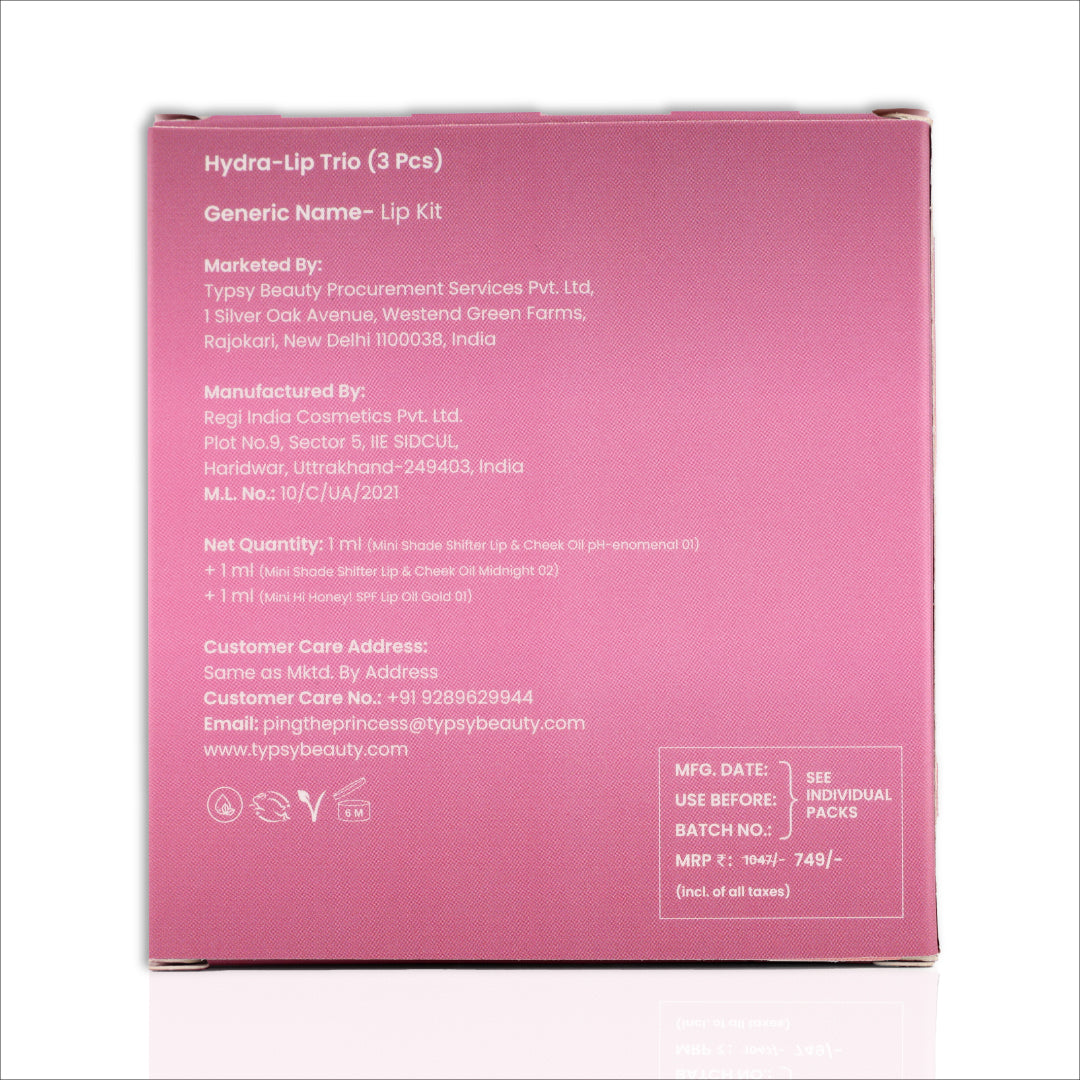 Hydra-Lip Trio (3 Pcs)
Generic Name- Lip Kit
Marketed By:
Typsy Beauty Procurement Services Pvt. Ltd,
1 Silver Oak Avenue, Westend Green Farms,
Rajokari, New Delhi 1100038, India
Manufactured By:
Regi India Cosmetics Pvt. Ltd.
Plot No.9, Sector 5, IIE SIDCUL,
Haridwar, Uttrakhand-249403, India
M.L. No.: 10/C/UA/2021
Net Quantity: 1 ml (Mini Shade Shifter Lip & Cheek Oil pH-enomenal 01)
+ 1 ml (Mini Shade Shifter Lip & Cheek Oil Midnight 02)
+ 1 ml (Mini Hi Honey! SPF Lip Oil Gold 01)
Customer Care Address:
Same as Mktd. By Address
Customer Care No.: +91 9289629944
Email: pingtheprincess@typsybeauty.com
www.typsybeauty.com
6 M
MFG. DATE:
USE BEFORE:
BATCH NO.:
SEE
INDIVIDUAL
PACKS
MRP ₹: 1047/- 749/-
(incl. of all taxes)